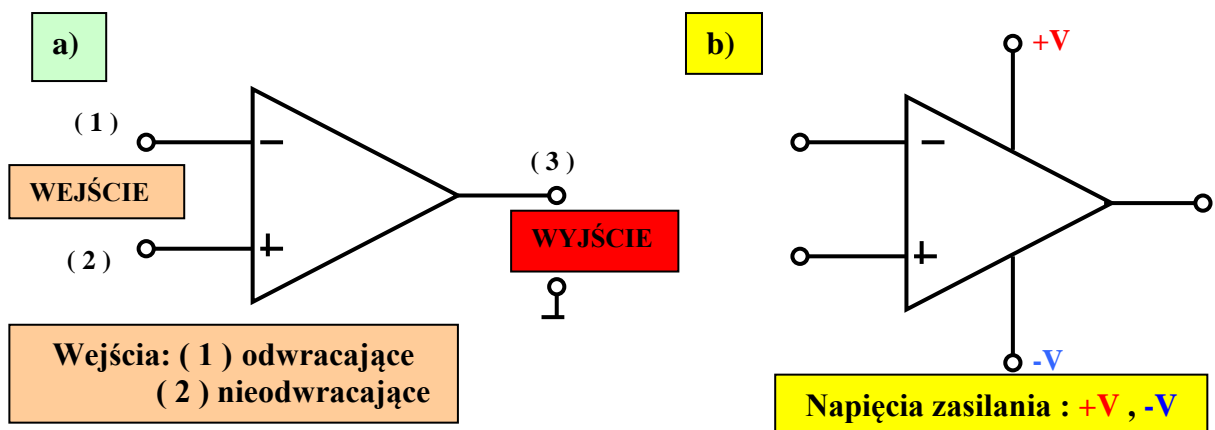 a)
( 1 )
−
WEJŚCIE
( 2 )
+
( 3 )
WYJŚCIE
Wejścia: ( 1 ) odwracające
( 2 ) nieodwracające
b)
+V
−
+
-V
Napięcia zasilania : +V , -V